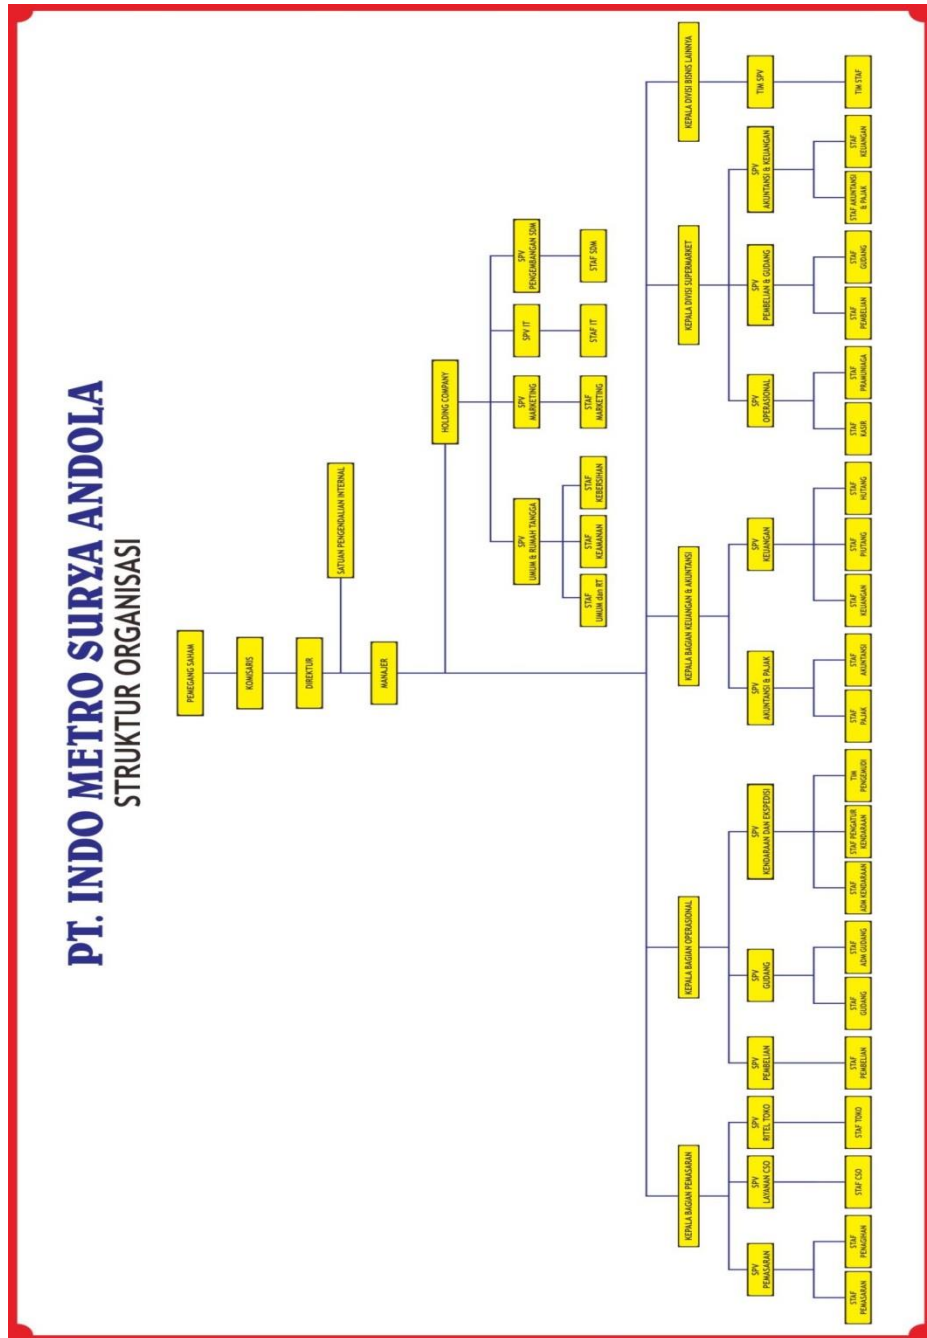 PT. INDO METRO SURYA ANDOLA
STRUKTUR ORGANISASI
PEMEGANG SAHAM
KOMISARIS
DIREKTUR
SATUAN PENGENDALIAN INTERNAL
MANAJER
HOLDING COMPANY
SPV
UMUM & RUMAH TANGGA
SPV
MARKETING
SPV IT
SPV
PENGEMBANGAN SDM
STAF
UMUM dan RT
STAF
KEAMANAN
STAF
KEBERSIHAN
STAF
MARKETING
STAF IT
STAF SDM
KEPALA BAGIAN PEMASARAN
KEPALA BAGIAN OPERASIONAL
KEPALA BAGIAN KEUANGAN & AKUNTANSI
KEPALA DIVISI SUPERMARKET
KEPALA DIVISI BISNIS LAINNYA
SPV
PEMASARAN
SPV
LAYANAN CSO
SPV
RITEL TOKO
SPV
PEMBELIAN
SPV
GUDANG
SPV
KENDARAAN DAN EKSPEDISI
SPV
AKUNTANSI & PAJAK
SPV
KEUANGAN
SPV
OPERASIONAL
SPV
PEMBELIAN & GUDANG
SPV
AKUNTANSI & KEUANGAN
TIM SPV
STAF
PEMASARAN
STAF
PENAGIHAN
STAF CSO
STAF TOKO
STAF
PEMBELIAN
STAF
GUDANG
STAF
ADM GUDANG
STAF
ADM KENDARAAN
STAF PENGATUR
KENDARAAN
TIM
PENGEMUDI
STAF
PAJAK
STAF
AKUNTANSI
STAF
KEUANGAN
STAF
PIUTANG
STAF
HUTANG
STAF
KASIR
STAF
PRAMUNIAGA
STAF
PEMBELIAN
STAF
GUDANG
STAF AKUNTANSI
& PAJAK
STAF
KEUANGAN
TIM STAF